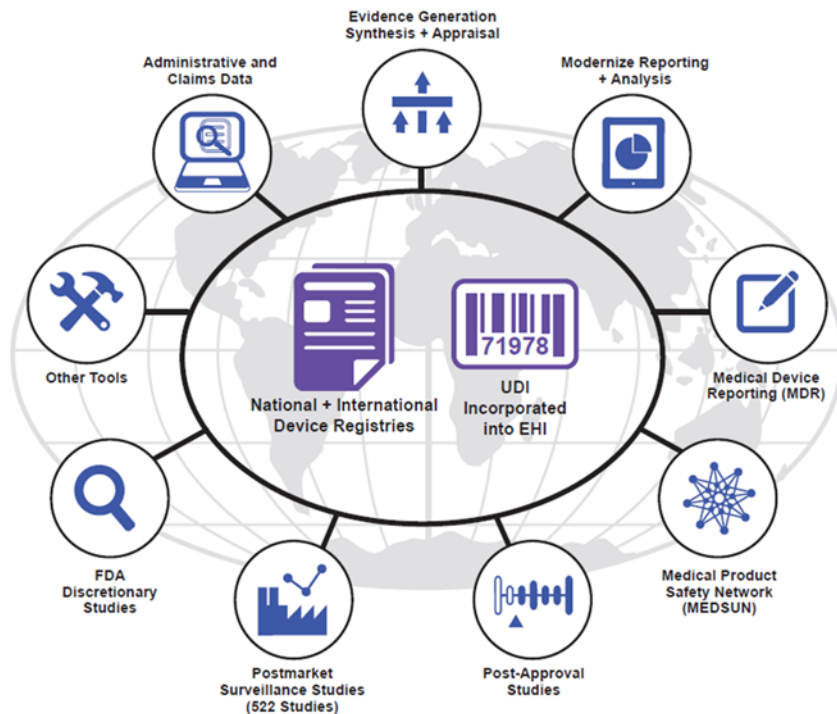 Evidence Generation
Synthesis + Appraisal
Administrative and
Claims Data
Modernize Reporting
+ Analysis
71978
National + International
Device Registries
UDI
Incorporated
into EHI
Other Tools
Medical Device
Reporting (MDR)
FDA
Discretionary
Studies
Medical Product
Safety Network
(MEDSUN)
Postmarket
Surveillance Studies
(522 Studies)
Post-Approval
Studies